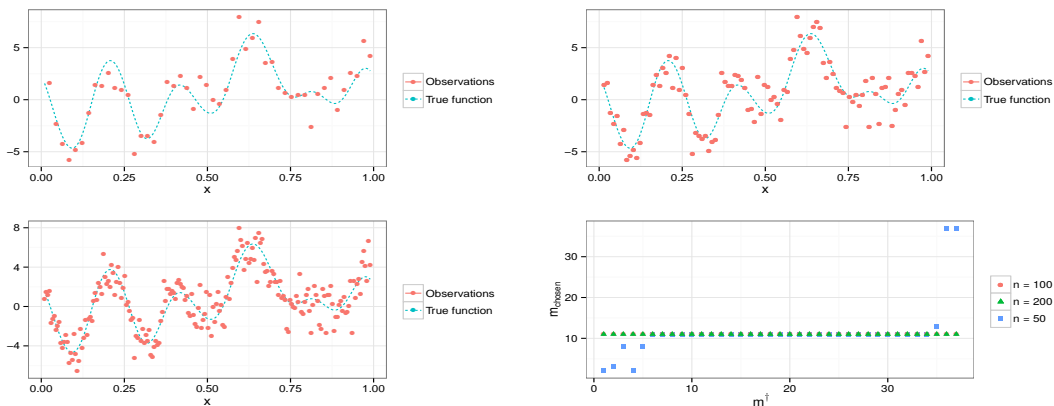 5
0
−5
0.00 0.25 0.50 0.75 1.00
x
Observations
True function
5
0
−5
0.00 0.25 0.50 0.75 1.00
x
Observations
True function
8
4
0
−4
0.00 0.25 0.50 0.75 1.00
x
Observations
True function
m_chosen
30
20
10
0 10 20 30
m†
n = 100
n = 200
n = 50